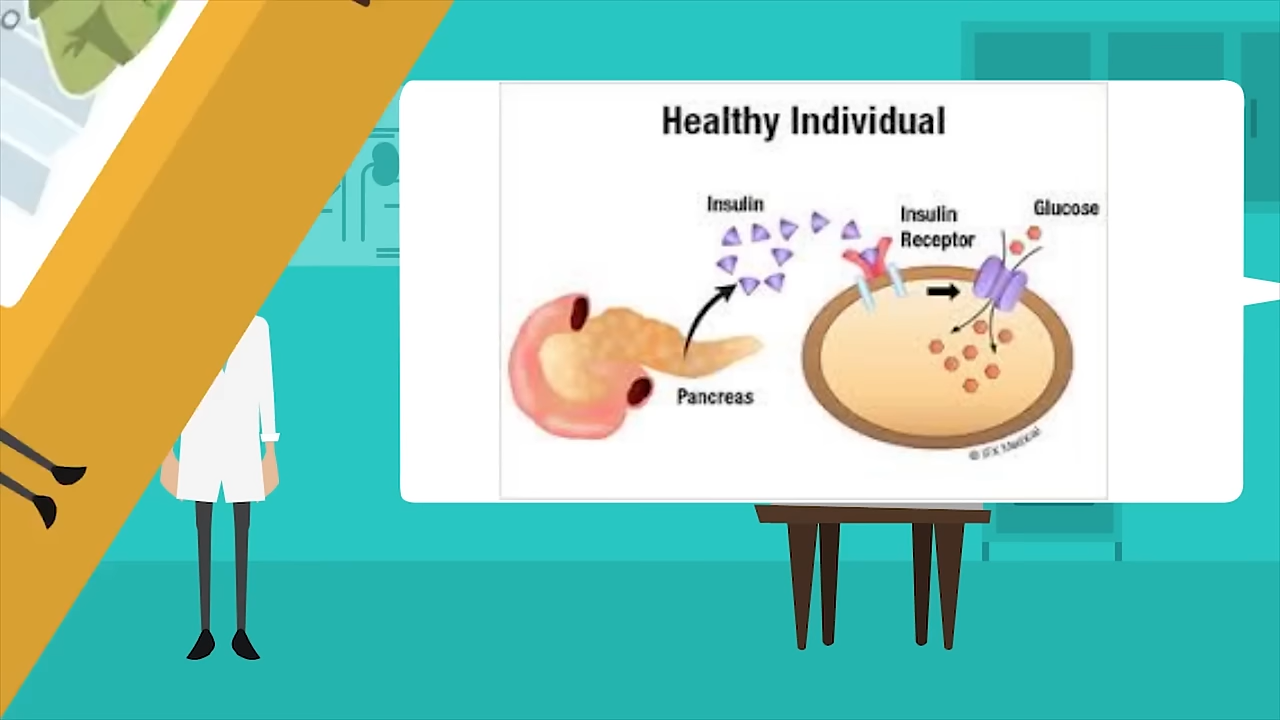 Healthy Individual
Insulin
Insulin
Receptor
Glucose
Pancreas